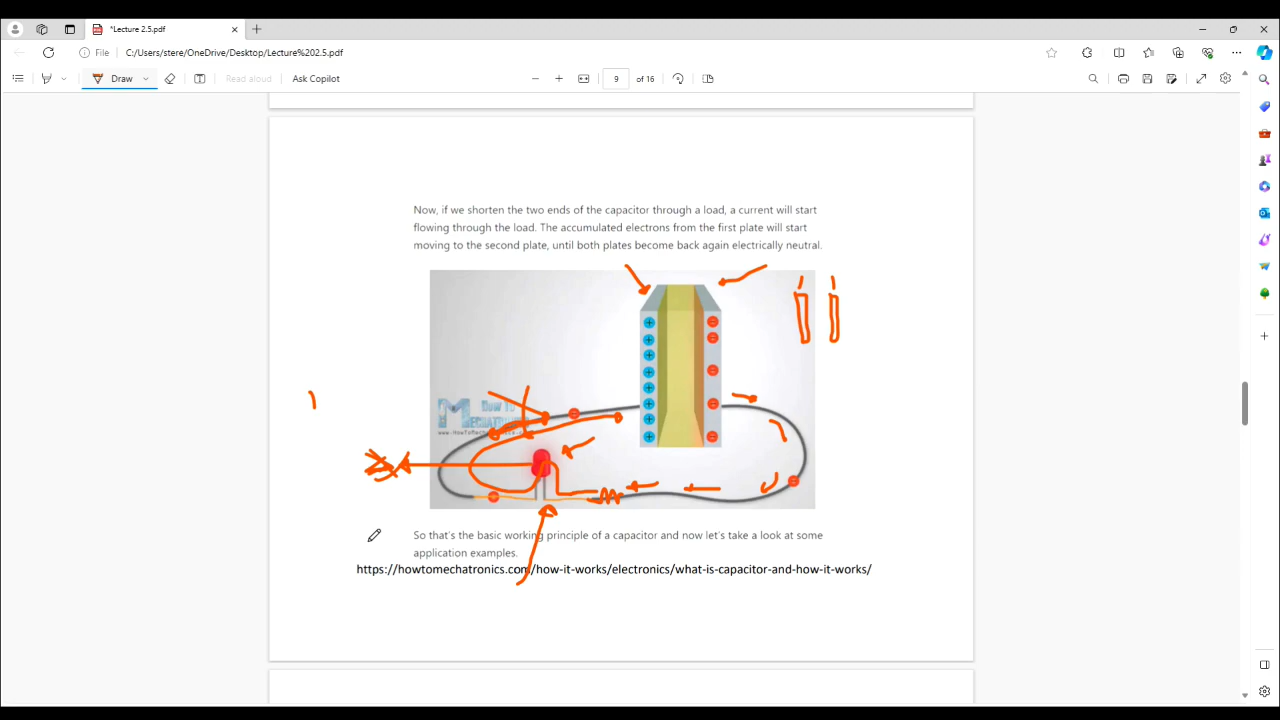 *Lecture 2.5.pdf
File
C:/Users/stere/OneDrive/Desktop/Lecture%202.5.pdf
Draw
Read aloud
Ask Copilot
9
of 16
Now, if we shorten the two ends of the capacitor through a load, a current will start
flowing through the load. The accumulated electrons from the first plate will start
moving to the second plate, until both plates become back again electrically neutral.
How To
Mechatronics
So that's the basic working principle of a capacitor and now let's take a look at some
application examples.
https://howtomechatronics.com/how-it-works/electronics/what-is-capacitor-and-how-it-works/